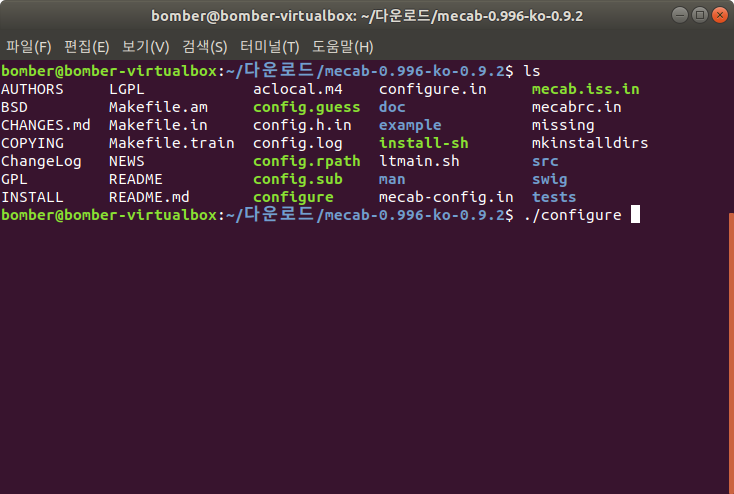 bomber@bomber-virtualbox: ~/다운로드/mecab-0.996-ko-0.9.2
파일(F) 편집(E) 보기(V) 검색(S) 터미널(T) 도움말(H)
bomber@bomber-virtualbox:~/다운로드/mecab-0.996-ko-0.9.2$ ls
AUTHORS LGPL aclocal.m4 configure.in mecab.iss.in
BSD Makefile.am config.guess doc mecabrc.in
CHANGES.md Makefile.in config.h.in example missing
COPYING Makefile.train config.log install-sh mkinstalldirs
ChangeLog NEWS config.rpath ltmain.sh src
GPL README config.sub man swig
INSTALL README.md configure mecab-config.in tests
bomber@bomber-virtualbox:~/다운로드/mecab-0.996-ko-0.9.2$ ./configure